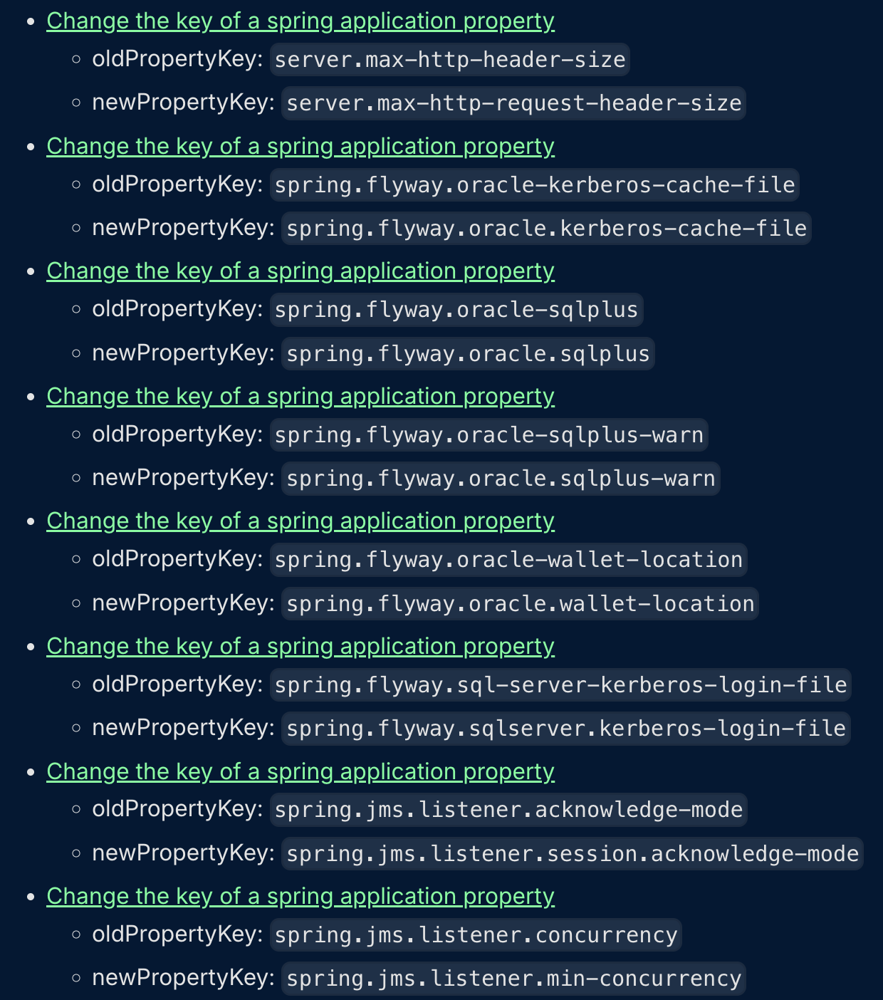 Change the key of a spring application property
oldPropertyKey: server.max-http-header-size
newPropertyKey: server.max-http-request-header-size
Change the key of a spring application property
oldPropertyKey: spring.flyway.oracle-kerberos-cache-file
newPropertyKey: spring.flyway.oracle.kerberos-cache-file
Change the key of a spring application property
oldPropertyKey: spring.flyway.oracle-sqlplus
newPropertyKey: spring.flyway.oracle.sqlplus
Change the key of a spring application property
oldPropertyKey: spring.flyway.oracle-sqlplus-warn
newPropertyKey: spring.flyway.oracle.sqlplus-warn
Change the key of a spring application property
oldPropertyKey: spring.flyway.oracle-wallet-location
newPropertyKey: spring.flyway.oracle.wallet-location
Change the key of a spring application property
oldPropertyKey: spring.flyway.sql-server-kerberos-login-file
newPropertyKey: spring.flyway.sqlserver.kerberos-login-file
Change the key of a spring application property
oldPropertyKey: spring.jms.listener.acknowledge-mode
newPropertyKey: spring.jms.listener.session.acknowledge-mode
Change the key of a spring application property
oldPropertyKey: spring.jms.listener.concurrency
newPropertyKey: spring.jms.listener.min-concurrency